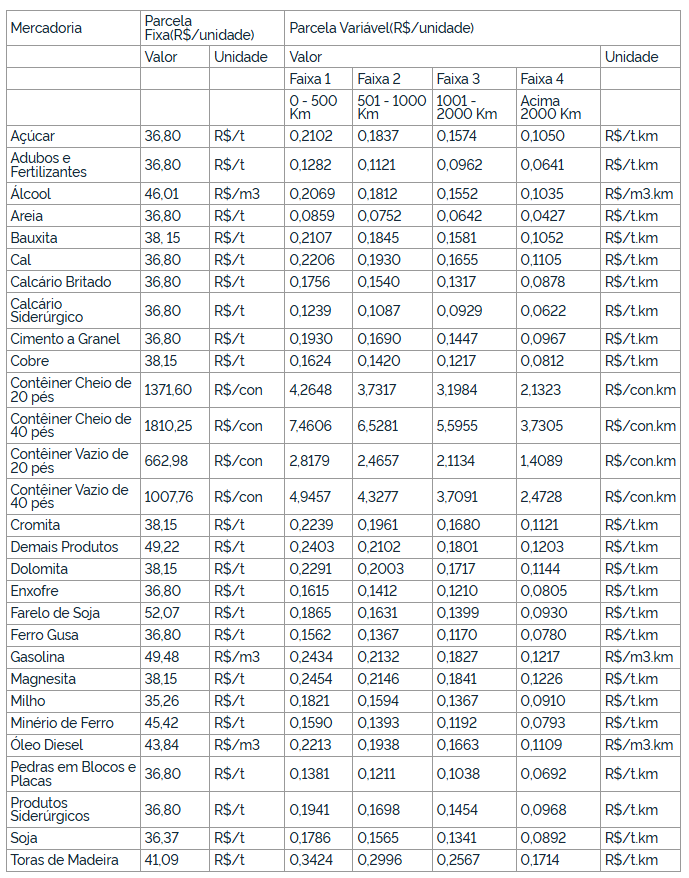 Mercadoria Parcela Fixa(R$/unidade) Parcela Variável(R$/unidade)
Valor Unidade Valor Unidade
Faixa 1 Faixa 2 Faixa 3 Faixa 4
0 - 500 Km 501 - 1000 Km 1001 - 2000 Km Acima 2000 Km
Açúcar 36,80 R$/t 0,2102 0,1837 0,1574 0,1050 R$/t.km
Adubos e Fertilizantes 36,80 R$/t 0,1282 0,1121 0,0962 0,0641 R$/t.km
Álcool 46,01 R$/m3 0,2069 0,1812 0,1552 0,1035 R$/m3.km
Areia 36,80 R$/t 0,0859 0,0752 0,0642 0,0427 R$/t.km
Bauxita 38, 15 R$/t 0,2107 0,1845 0,1581 0,1052 R$/t.km
Cal 36,80 R$/t 0,2206 0,1930 0,1655 0,1105 R$/t.km
Calcário Britado 36,80 R$/t 0,1756 0,1540 0,1317 0,0878 R$/t.km
Calcário Siderúrgico 36,80 R$/t 0,1239 0,1087 0,0929 0,0622 R$/t.km
Cimento a Granel 36,80 R$/t 0,1930 0,1690 0,1447 0,0967 R$/t.km
Cobre 38,15 R$/t 0,1624 0,1420 0,1217 0,0812 R$/t.km
Contêiner Cheio de 20 pés 1371,60 R$/con 4,2648 3,7317 3,1984 2,1323 R$/con.km
Contêiner Cheio de 40 pés 1810,25 R$/con 7,4606 6,5281 5,5955 3,7305 R$/con.km
Contêiner Vazio de 20 pés 662,98 R$/con 2,8179 2,4657 2,1134 1,4089 R$/con.km
Contêiner Vazio de 40 pés 1007,76 R$/con 4,9457 4,3277 3,7091 2,4728 R$/con.km
Cromita 38,15 R$/t 0,2239 0,1961 0,1680 0,1121 R$/t.km
Demais Produtos 49,22 R$/t 0,2403 0,2102 0,1801 0,1203 R$/t.km
Dolomita 38,15 R$/t 0,2291 0,2003 0,1717 0,1144 R$/t.km
Enxofre 36,80 R$/t 0,1615 0,1412 0,1210 0,0805 R$/t.km
Farelo de Soja 52,07 R$/t 0,1865 0,1631 0,1399 0,0930 R$/t.km
Ferro Gusa 36,80 R$/t 0,1562 0,1367 0,1170 0,0780 R$/t.km
Gasolina 49,48 R$/m3 0,2434 0,2132 0,1827 0,1217 R$/m3.km
Magnesita 38,15 R$/t 0,2454 0,2146 0,1841 0,1226 R$/t.km
Milho 35,26 R$/t 0,1821 0,1594 0,1367 0,0910 R$/t.km
Minério de Ferro 45,42 R$/t 0,1590 0,1393 0,1192 0,0793 R$/t.km
Óleo Diesel 43,84 R$/m3 0,2213 0,1938 0,1663 0,1109 R$/m3.km
Pedras em Blocos e Placas 36,80 R$/t 0,1381 0,1211 0,1038 0,0692 R$/t.km
Produtos Siderúrgicos 36,80 R$/t 0,1941 0,1698 0,1454 0,0968 R$/t.km
Soja 36,37 R$/t 0,1786 0,1565 0,1341 0,0892 R$/t.km
Toras de Madeira 41,09 R$/t 0,3424 0,2996 0,2567 0,1714 R$/t.km